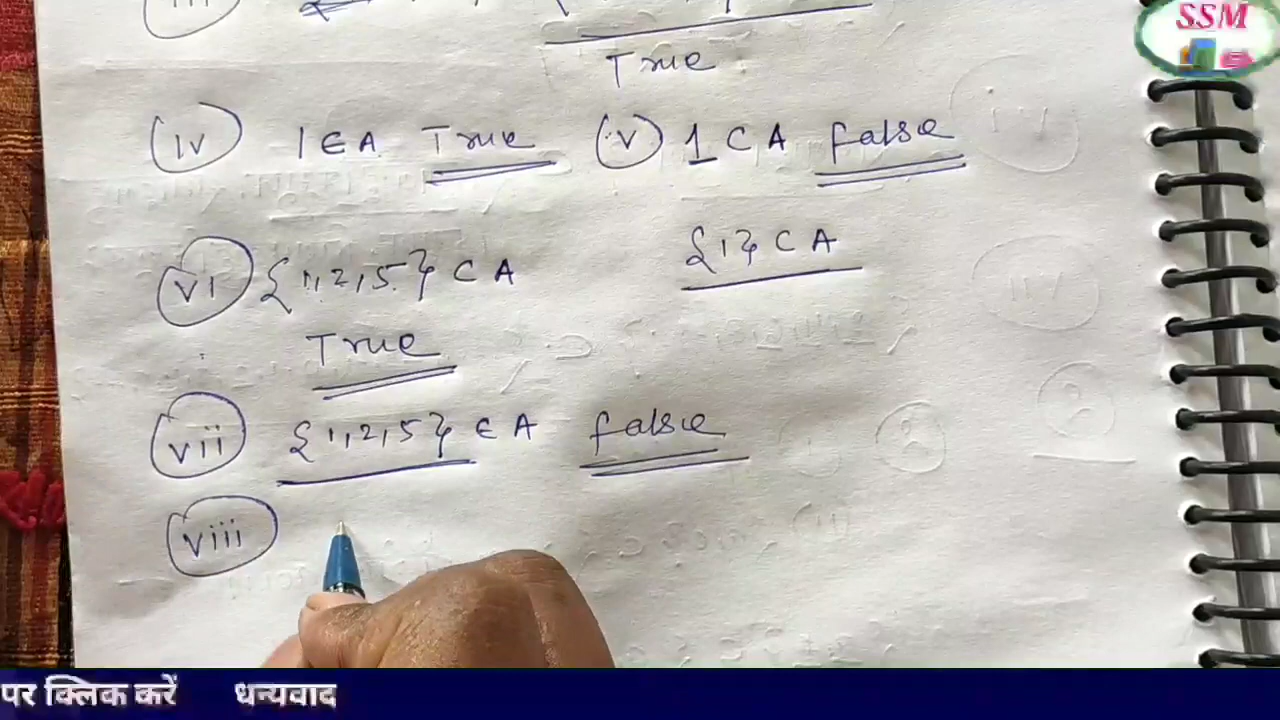 SSM
True
(iv) 1 ∈ A True (v) 1 ⊂ A false
{1} ⊂ A
(vi) {1,2,5} ⊂ A
True
(vii) {1,2,5} ∈ A false
(viii)
पर क्लिक करें धन्यवाद